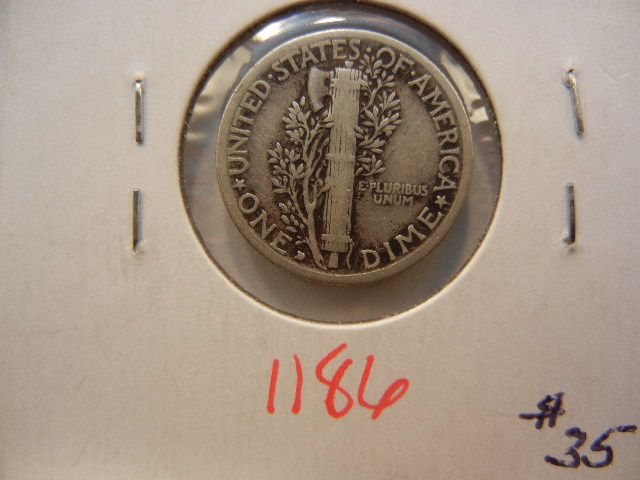 UNITED·STATES·OF·AMERICA
E·PLURIBUS
UNUM
ONE DIME
1186
#
35